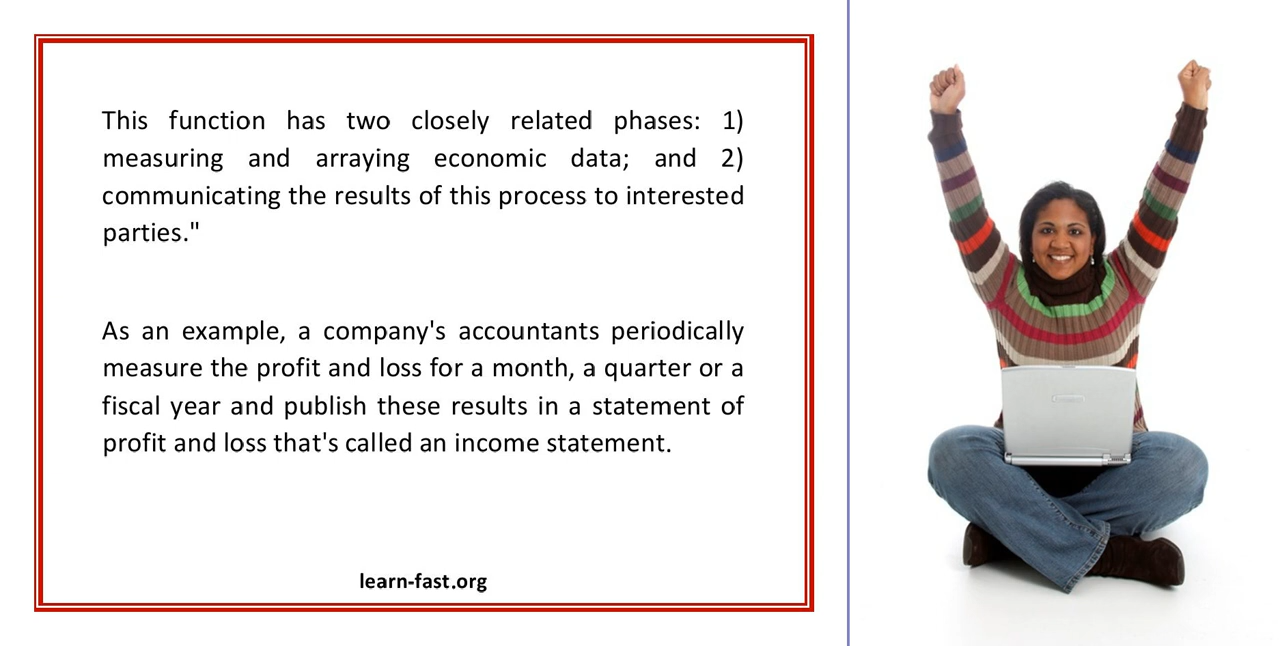 This function has two closely related phases: 1)
measuring and arraying economic data; and 2)
communicating the results of this process to interested
parties."
As an example, a company's accountants periodically
measure the profit and loss for a month, a quarter or a
fiscal year and publish these results in a statement of
profit and loss that's called an income statement.
learn-fast.org